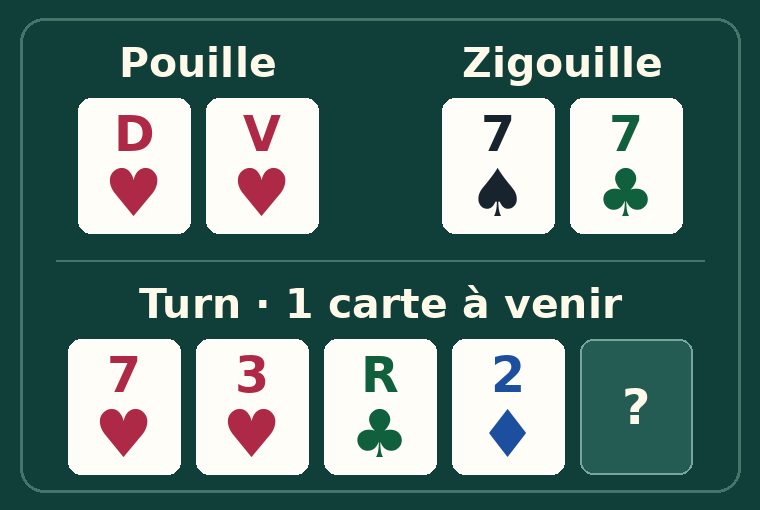 Pouille Zigouille
D♥ V♥ 7♠ 7♣
Turn · 1 carte à venir
7♥ 3♥ R♣ 2♦ ?